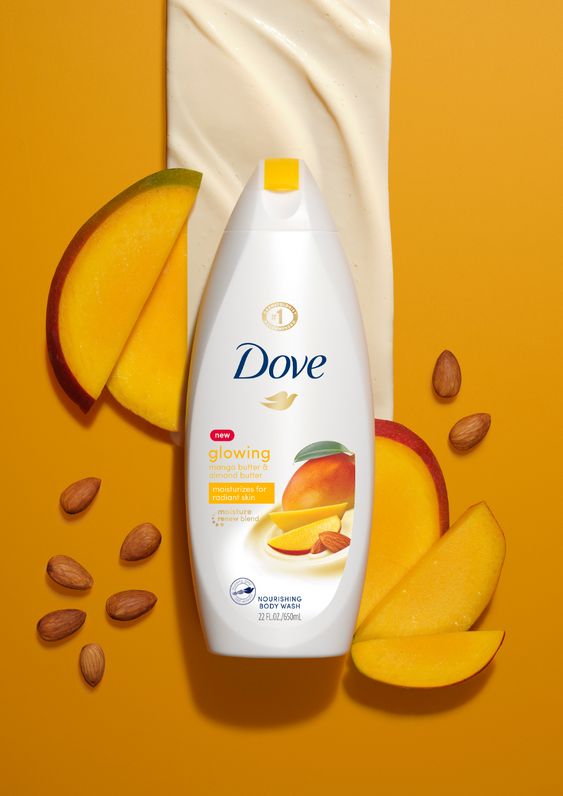 #1
Dove
new
glowing
mango butter &
almond butter
moisturizes for
radiant skin
moisture
renew blend
NOURISHING
BODY WASH
22 FL.OZ./650mL